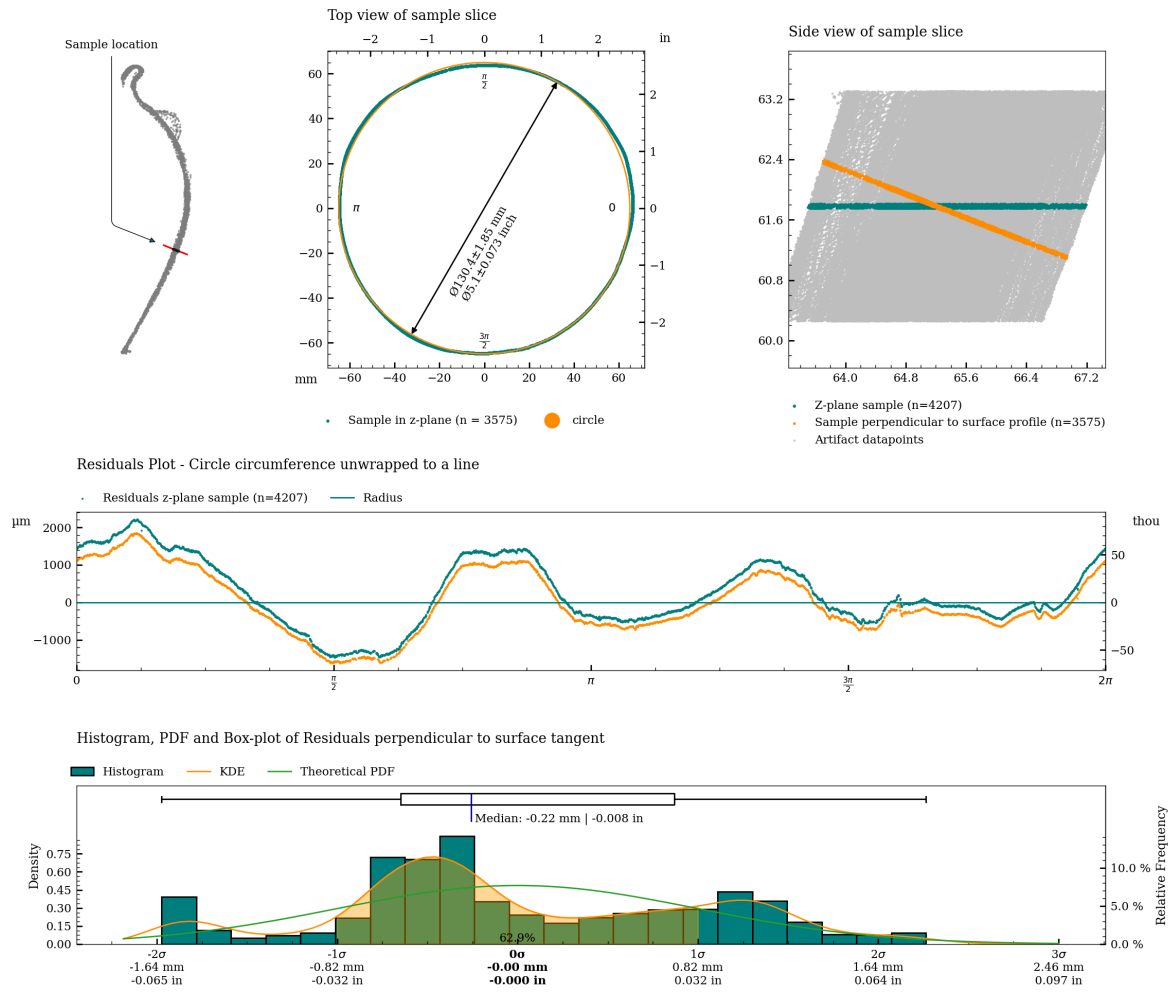 Top view of sample slice
Side view of sample slice
Sample location
−2 −1 0 1 2 in
60
40
20
0
−20
−40
−60
2
1
0
−1
−2
π/2
π
0
3π/2
Ø130.4±1.85 mm
Ø5.1±0.073 inch
mm −60 −40 −20 0 20 40 60
63.2
62.4
61.6
60.8
60.0
64.0 64.8 65.6 66.4 67.2
Sample in z-plane (n = 3575) circle
Z-plane sample (n=4207)
Sample perpendicular to surface profile (n=3575)
Artifact datapoints
Residuals Plot - Circle circumference unwrapped to a line
Residuals z-plane sample (n=4207) Radius
µm
2000
1000
0
−1000
thou
50
0
−50
0 π/2 π 3π/2 2π
Histogram, PDF and Box-plot of Residuals perpendicular to surface tangent
Histogram KDE Theoretical PDF
Median: -0.22 mm | -0.008 in
Density
0.75
0.60
0.45
0.30
0.15
0.00
Relative Frequency
10.0 %
5.0 %
0.0 %
62.9%
-2σ -1σ 0σ 1σ 2σ 3σ
-1.64 mm -0.82 mm -0.00 mm 0.82 mm 1.64 mm 2.46 mm
-0.065 in -0.032 in -0.000 in 0.032 in 0.064 in 0.097 in